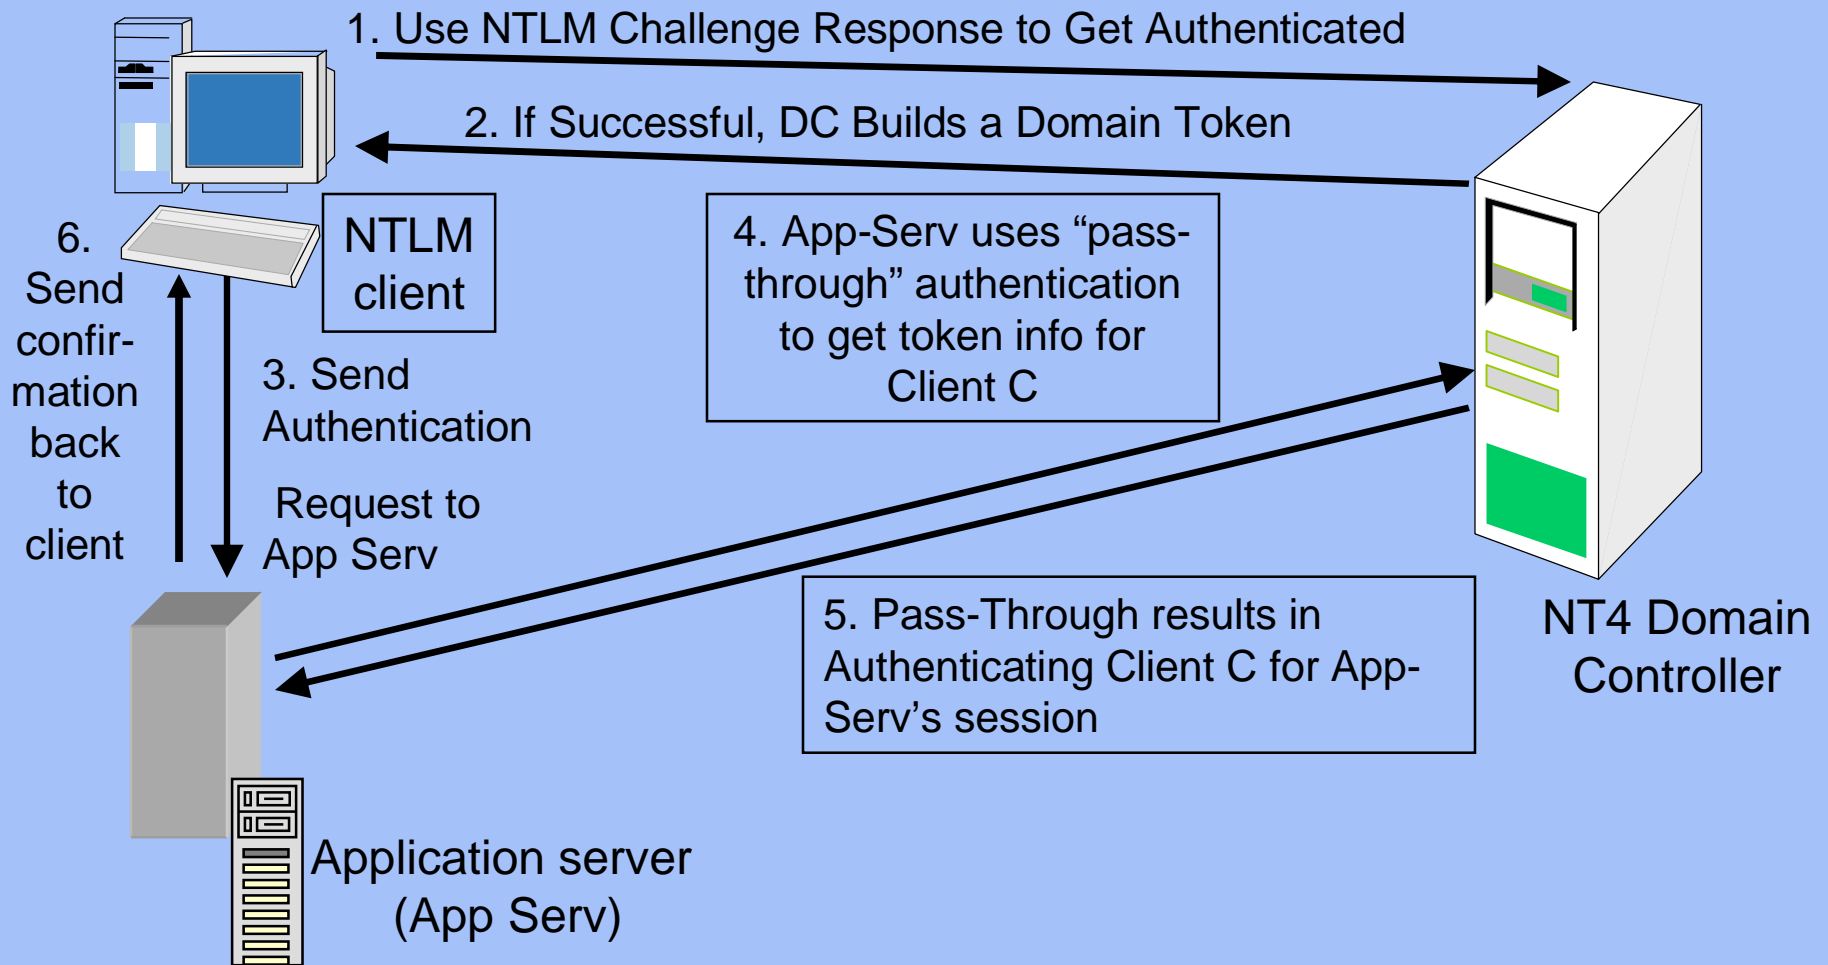 1. Use NTLM Challenge Response to Get Authenticated
2. If Successful, DC Builds a Domain Token
NTLM
client
4. App-Serv uses “pass-
through” authentication
to get token info for
Client C
6.
Send
confir-
mation
back
to
client
3. Send
Authentication
Request to
App Serv
5. Pass-Through results in
Authenticating Client C for App-
Serv’s session
NT4 Domain
Controller
Application server
(App Serv)